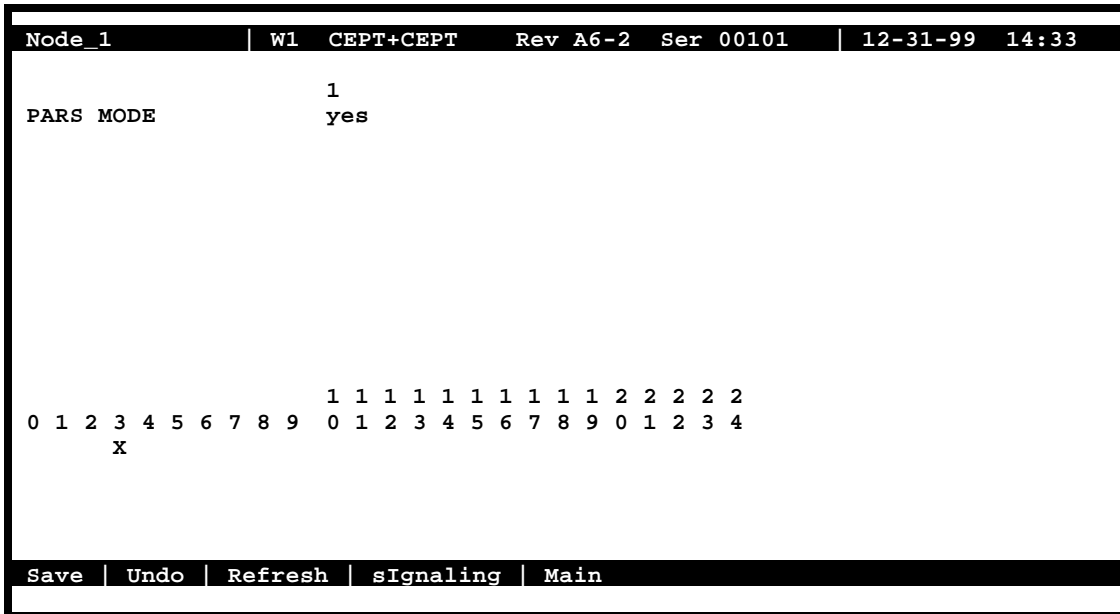 Node_1 | W1 CEPT+CEPT Rev A6-2 Ser 00101 | 12-31-99 14:33
1
PARS MODE yes
1 1 1 1 1 1 1 1 1 1 2 2 2 2 2
0 1 2 3 4 5 6 7 8 9 0 1 2 3 4 5 6 7 8 9 0 1 2 3 4
X
Save | Undo | Refresh | sIgnaling | Main